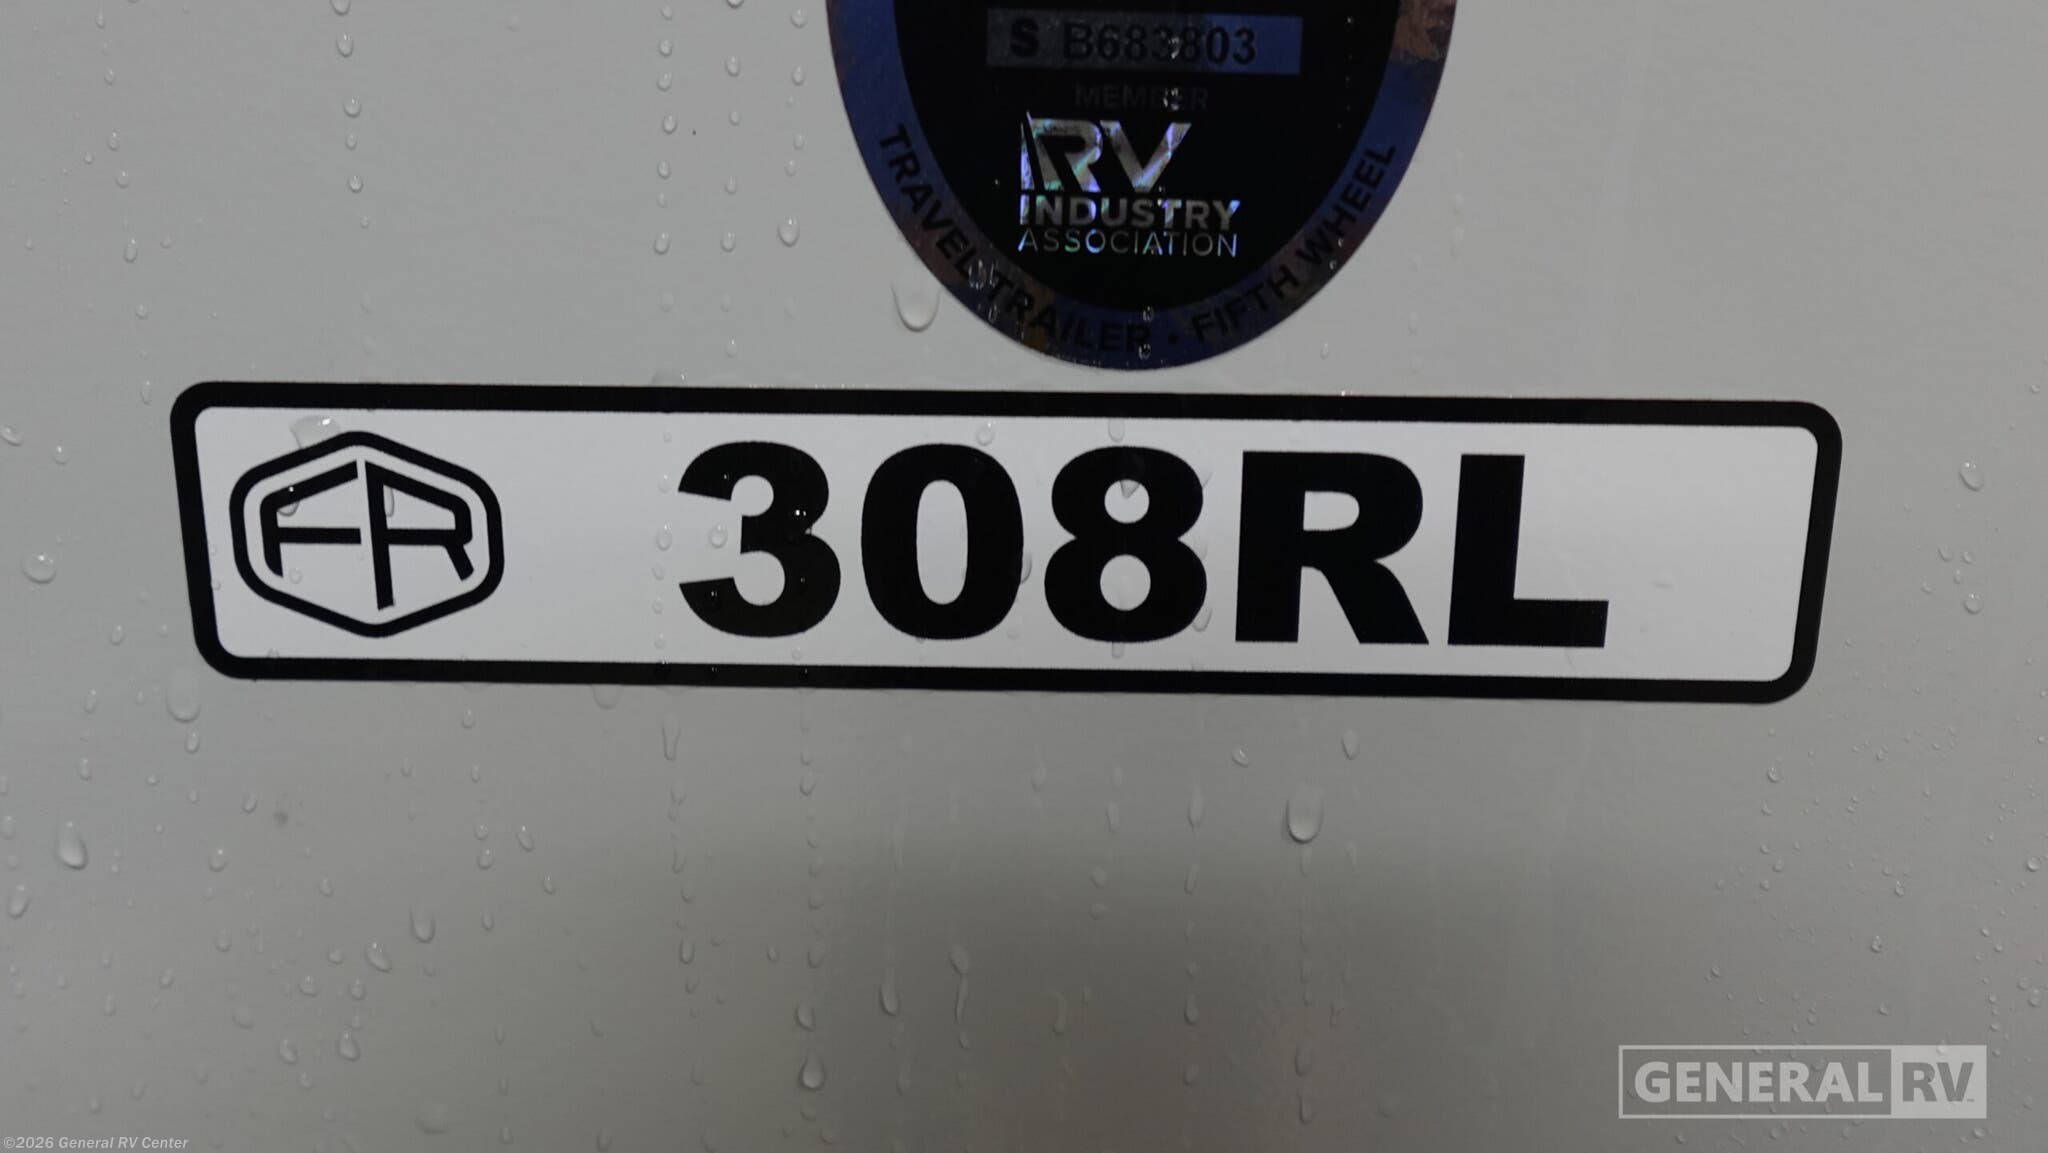 S B683803
MEMBER
RV
INDUSTRY
ASSOCIATION
TRAVEL TRAILER • FIFTH WHEEL
FR 308RL
GENERAL RV
©2026 General RV Center